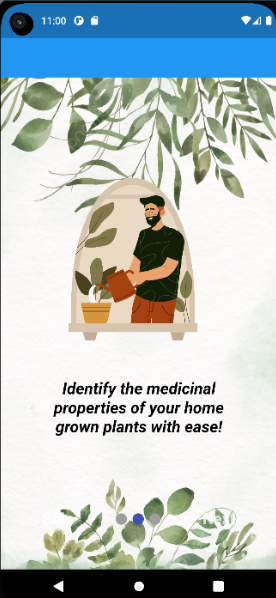 11:00
Identify the medicinal
properties of your home
grown plants with ease!